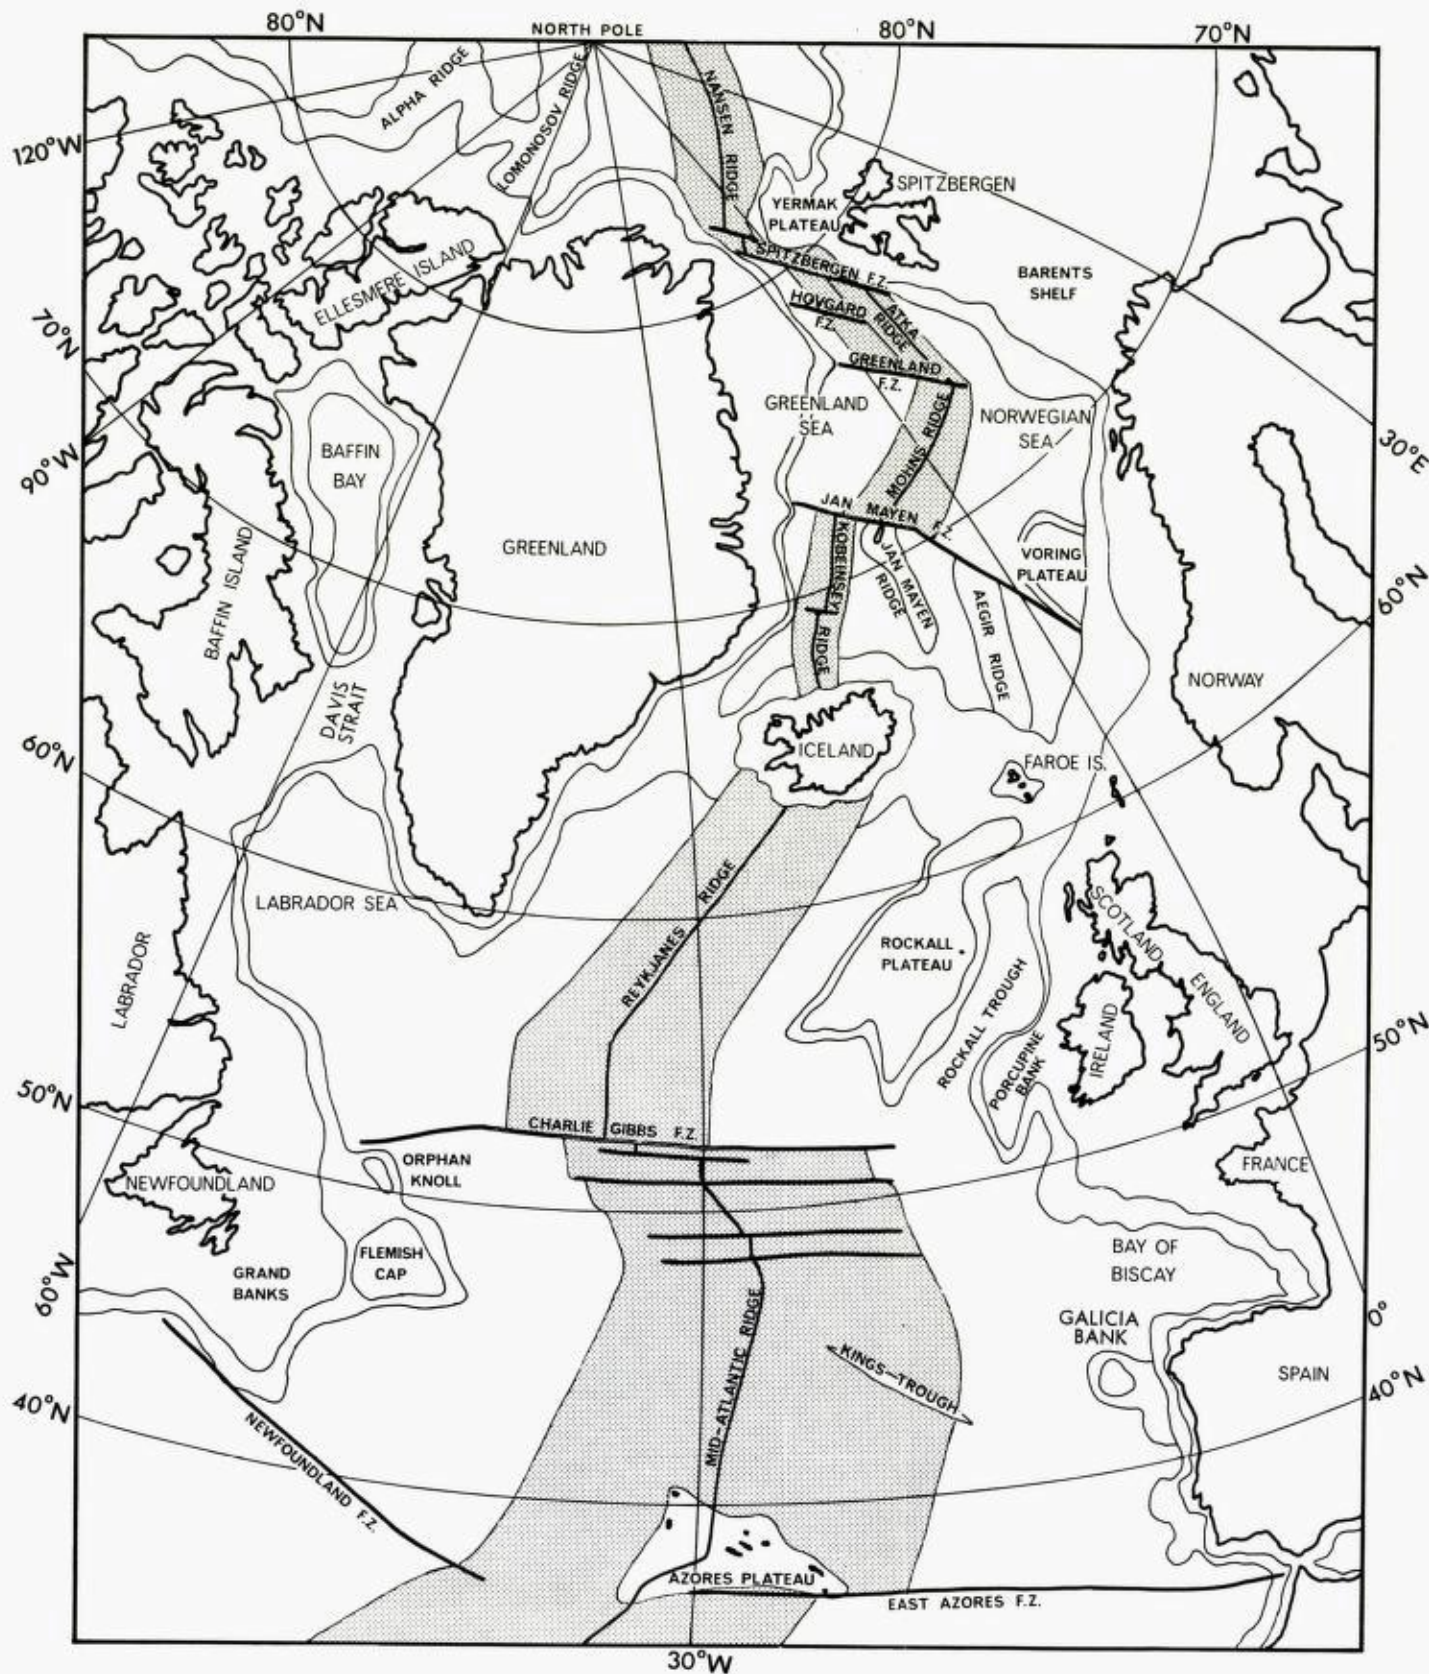 80°N
NORTH POLE
80°N
70°N
ALPHA RIDGE
LOMONOSOV RIDGE
NANSEN RIDGE
120°W
SPITZBERGEN
YERMAK
PLATEAU
ELLESMERE ISLAND
SPITZBERGEN F.Z.
BARENTS
SHELF
HOVGARD
F.Z.
ATKA
RIDGE
70°N
GREENLAND
F.Z.
GREENLAND
SEA
MOHNS RIDGE
NORWEGIAN
SEA
30°E
90°W
BAFFIN
BAY
JAN MAYEN F.Z.
GREENLAND
KOBEINSEYI
RIDGE
JAN MAYEN
RIDGE
VORING
PLATEAU
AEGIR RIDGE
60°N
BAFFIN ISLAND
NORWAY
DAVIS
STRAIT
60°N
ICELAND
FAROE IS.
LABRADOR SEA
REYKJANES RIDGE
ROCKALL
PLATEAU
SCOTLAND
ENGLAND
LABRADOR
ROCKALL TROUGH
IRELAND
50°N
PORCUPINE
BANK
50°N
CHARLIE GIBBS F.Z.
ORPHAN
KNOLL
NEWFOUNDLAND
FRANCE
FLEMISH
CAP
GRAND
BANKS
BAY OF
BISCAY
60°W
0°
GALICIA
BANK
MID-ATLANTIC RIDGE
KINGS-TROUGH
SPAIN
40°N
40°N
NEWFOUNDLAND F.Z.
AZORES PLATEAU
EAST AZORES F.Z.
30°W